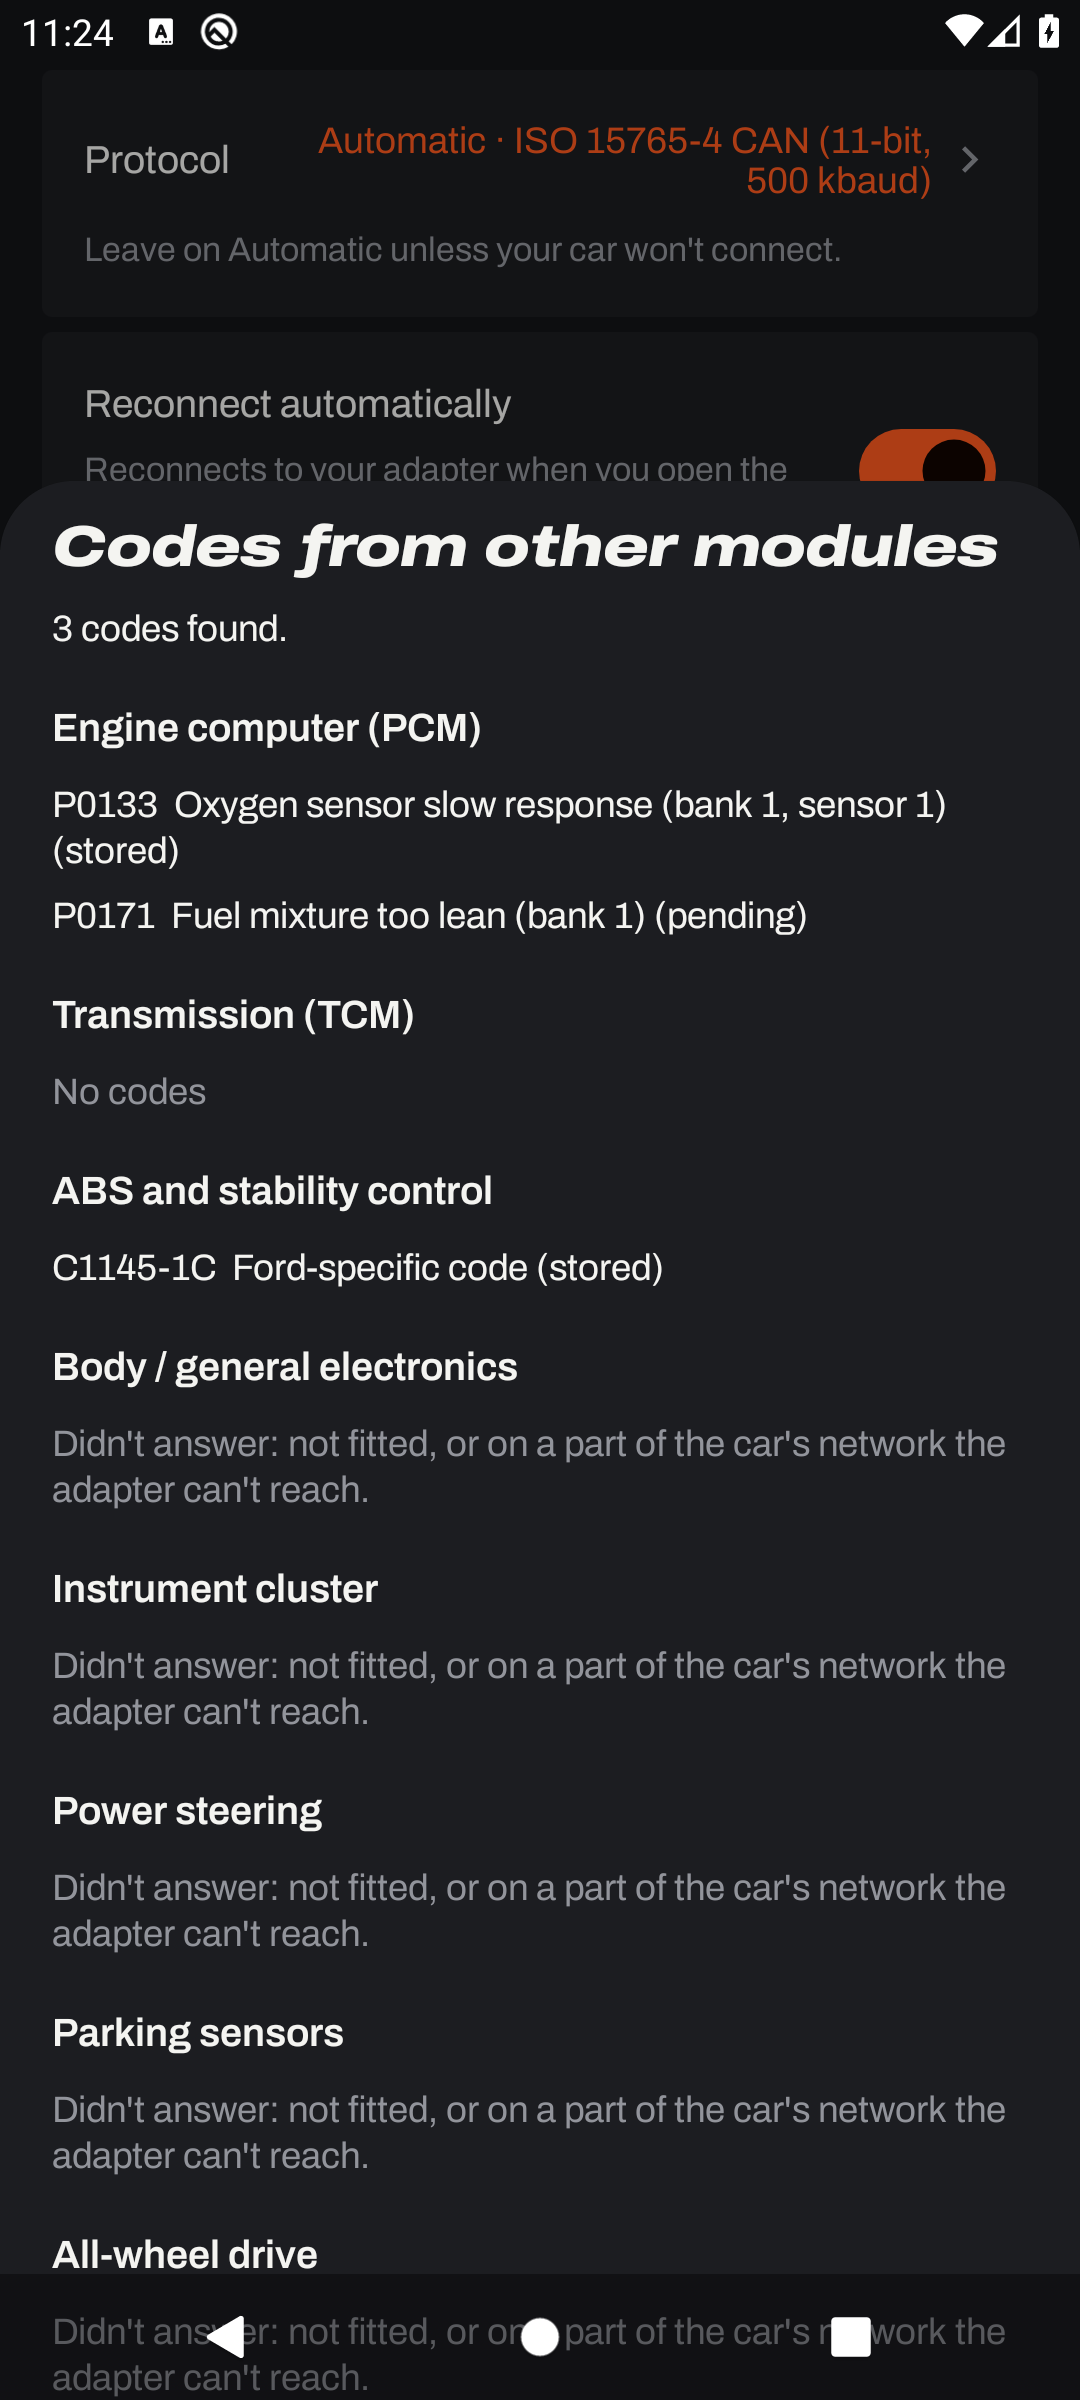 11:24
Protocol
Automatic · ISO 15765-4 CAN (11-bit,
500 kbaud)
Leave on Automatic unless your car won't connect.
Reconnect automatically
Reconnects to your adapter when you open the
Codes from other modules
3 codes found.
Engine computer (PCM)
P0133 Oxygen sensor slow response (bank 1, sensor 1)
(stored)
P0171 Fuel mixture too lean (bank 1) (pending)
Transmission (TCM)
No codes
ABS and stability control
C1145-1C Ford-specific code (stored)
Body / general electronics
Didn't answer: not fitted, or on a part of the car's network the
adapter can't reach.
Instrument cluster
Didn't answer: not fitted, or on a part of the car's network the
adapter can't reach.
Power steering
Didn't answer: not fitted, or on a part of the car's network the
adapter can't reach.
Parking sensors
Didn't answer: not fitted, or on a part of the car's network the
adapter can't reach.
All-wheel drive
Didn't answer: not fitted, or on a part of the car's network the
adapter can't reach.